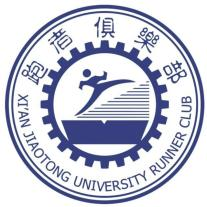 跑者俱樂部
XI'AN JIAOTONG UNIVERSITY RUNNER CLUB